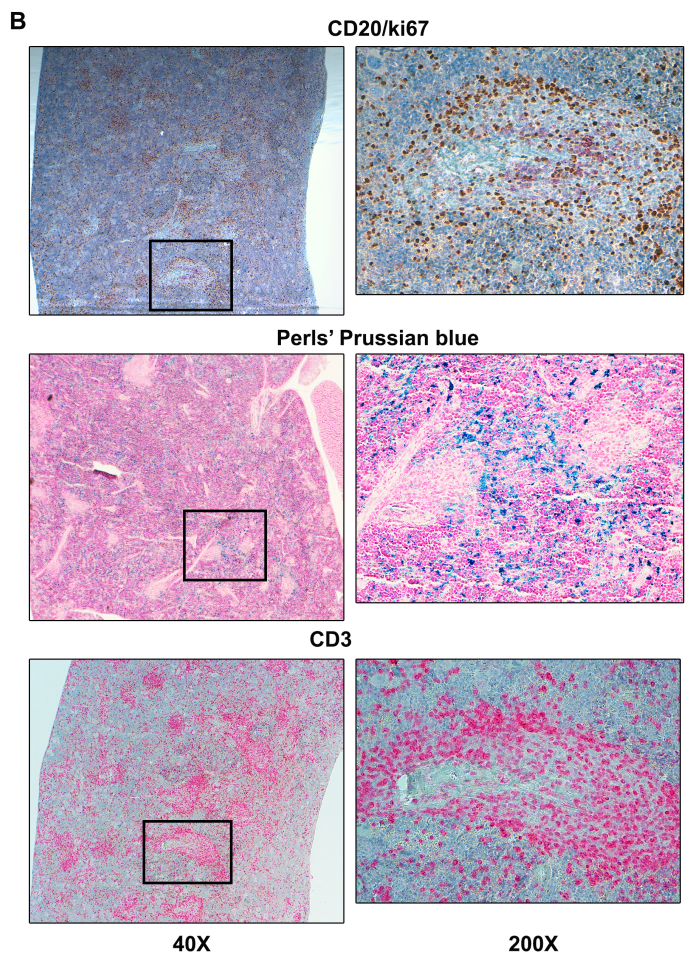 B
CD20/ki67
Perls’ Prussian blue
CD3
40X
200X